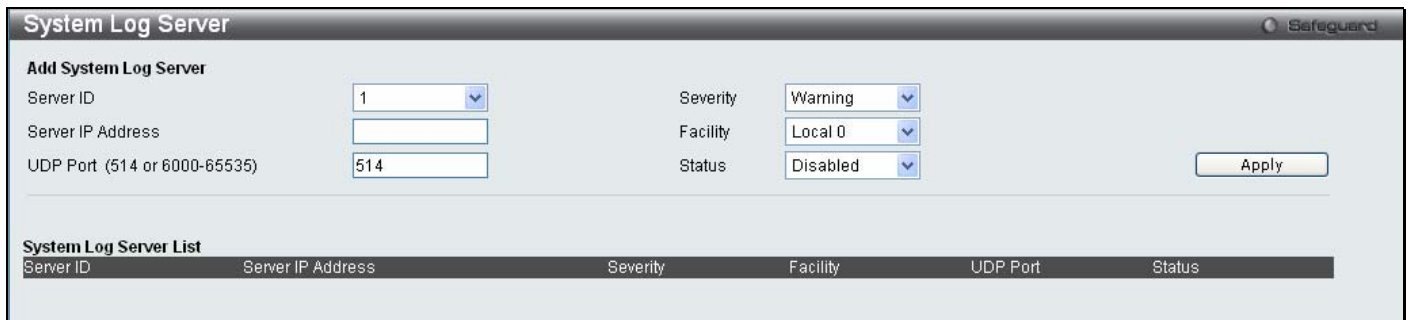 System Log Server
Safeguard
Add System Log Server
Server ID 1 Severity Warning
Server IP Address Facility Local 0
UDP Port (514 or 6000-65535) 514 Status Disabled Apply
System Log Server List
Server ID Server IP Address Severity Facility UDP Port Status